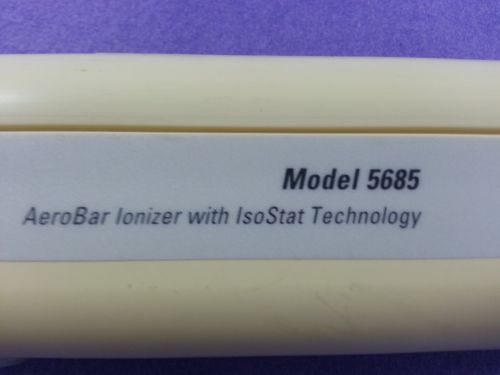 Model 5685
AeroBar Ionizer with IsoStat Technology